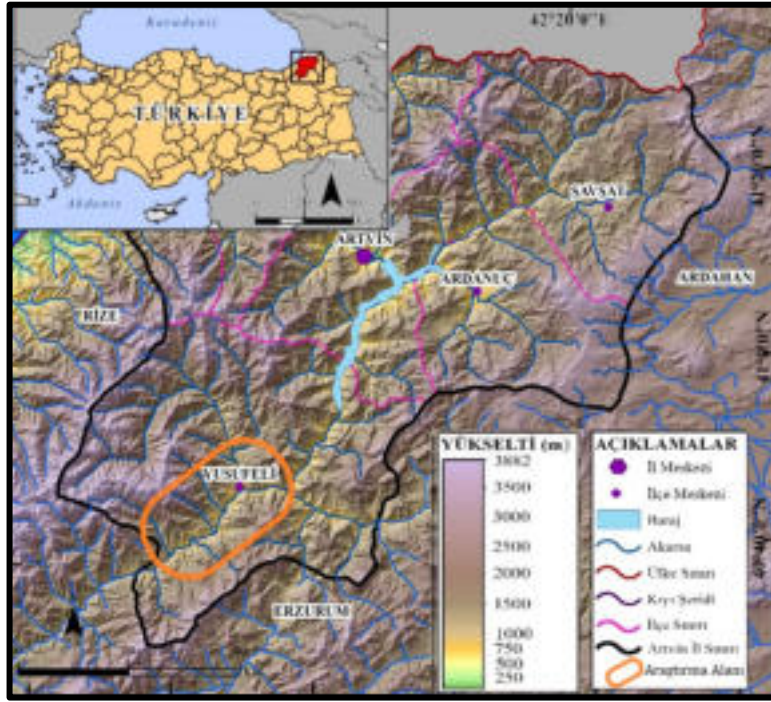 Karadeniz
42°20'0"E
TÜRKİYE
Akdeniz
ŞAVŞAT
ARTVİN
ARDANUÇ
ARDAHAN
RİZE
YUSUFELİ
ERZURUM
YÜKSELTİ (m)
3882
3500
3000
2500
2000
1500
1000
750
500
250
AÇIKLAMALAR
İl Merkezi
İlçe Merkezi
Baraj
Akarsu
Ülke Sınırı
Kıyı Şeridi
İlçe Sınırı
Artvin İl Sınırı
Araştırma Alanı